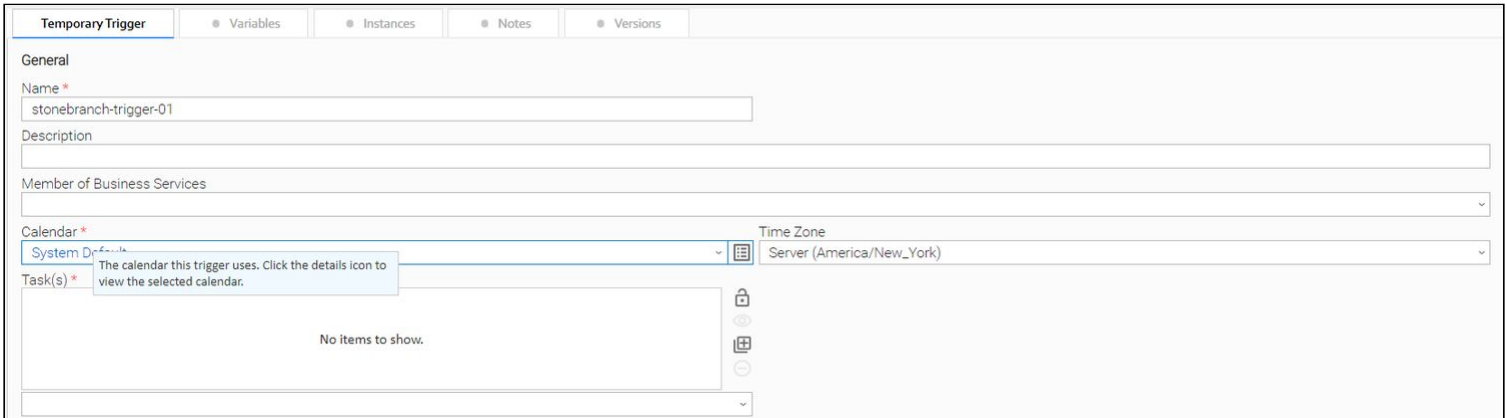 Temporary Trigger Variables Instances Notes Versions
General
Name *
stonebranch-trigger-01
Description
Member of Business Services
Calendar * Time Zone
System Default Server (America/New_York)
The calendar this trigger uses. Click the details icon to
view the selected calendar.
Task(s) *
No items to show.